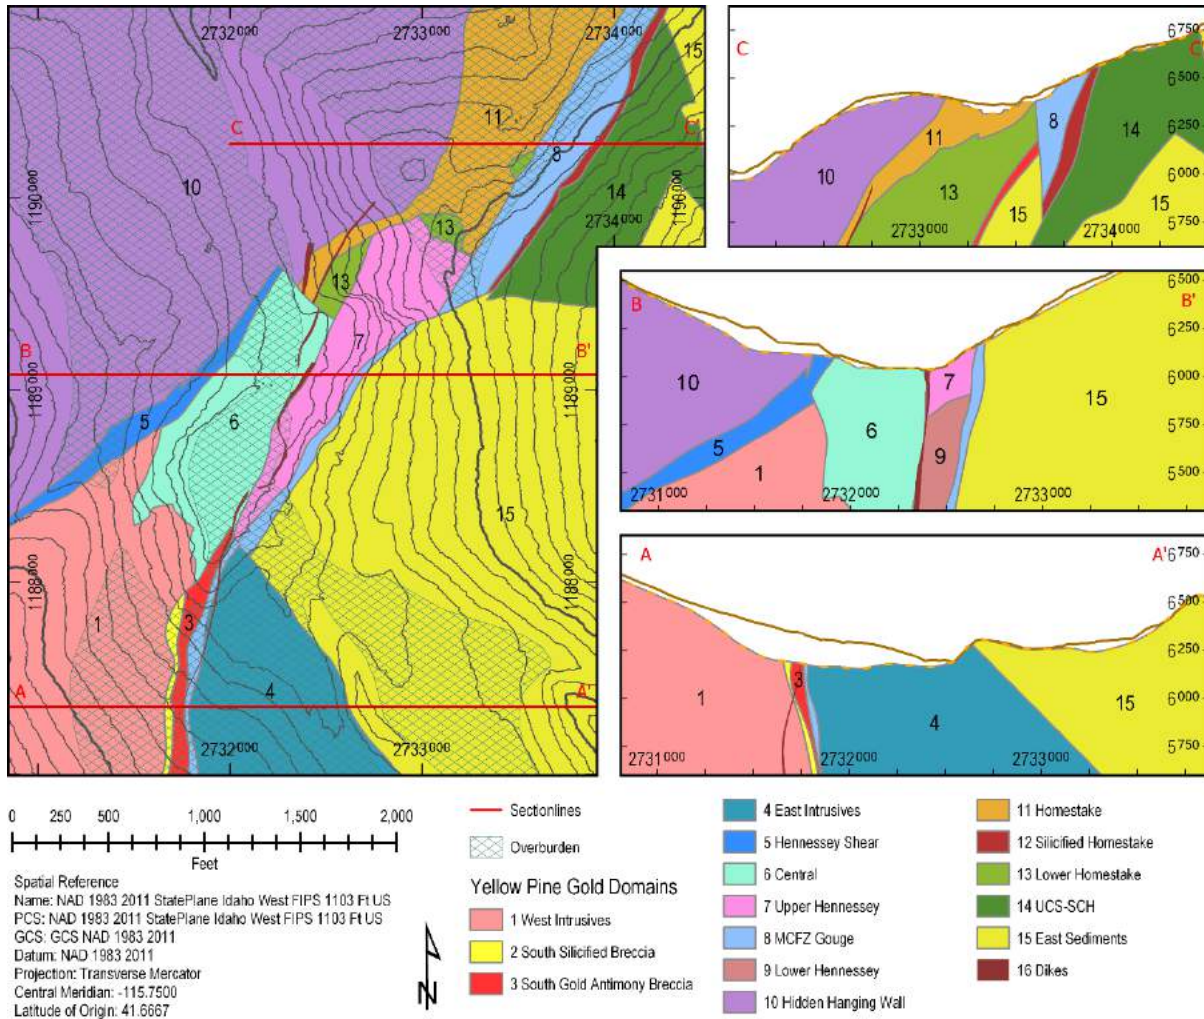 2732000
2733000
2734000
15
11
C
C'
8
10
14
1190000
2734000
1190000
13
13
7
B
B'
1189000
1189000
5
6
15
1188000
1188000
1
3
4
A
A'
2732000
2733000
C
C'
6750
6500
6250
6000
5750
10
11
13
8
14
15
15
2733000
2734000
B
B'
6250
6000
5750
5500
10
5
1
6
7
9
15
2731000
2732000
2733000
A
A'
6750
6500
6250
6000
5750
1
3
4
15
2731000
2732000
2733000
0 250 500 1,000 1,500 2,000
Feet
Spatial Reference
Name: NAD 1983 2011 StatePlane Idaho West FIPS 1103 Ft US
PCS: NAD 1983 2011 StatePlane Idaho West FIPS 1103 Ft US
GCS: GCS NAD 1983 2011
Datum: NAD 1983 2011
Projection: Transverse Mercator
Central Meridian: -115.7500
Latitude of Origin: 41.6667
N
Sectionlines
Overburden
Yellow Pine Gold Domains
1 West Intrusives
2 South Silicified Breccia
3 South Gold Antimony Breccia
4 East Intrusives
5 Hennessey Shear
6 Central
7 Upper Hennessey
8 MCFZ Gouge
9 Lower Hennessey
10 Hidden Hanging Wall
11 Homestake
12 Silicified Homestake
13 Lower Homestake
14 UCS-SCH
15 East Sediments
16 Dikes